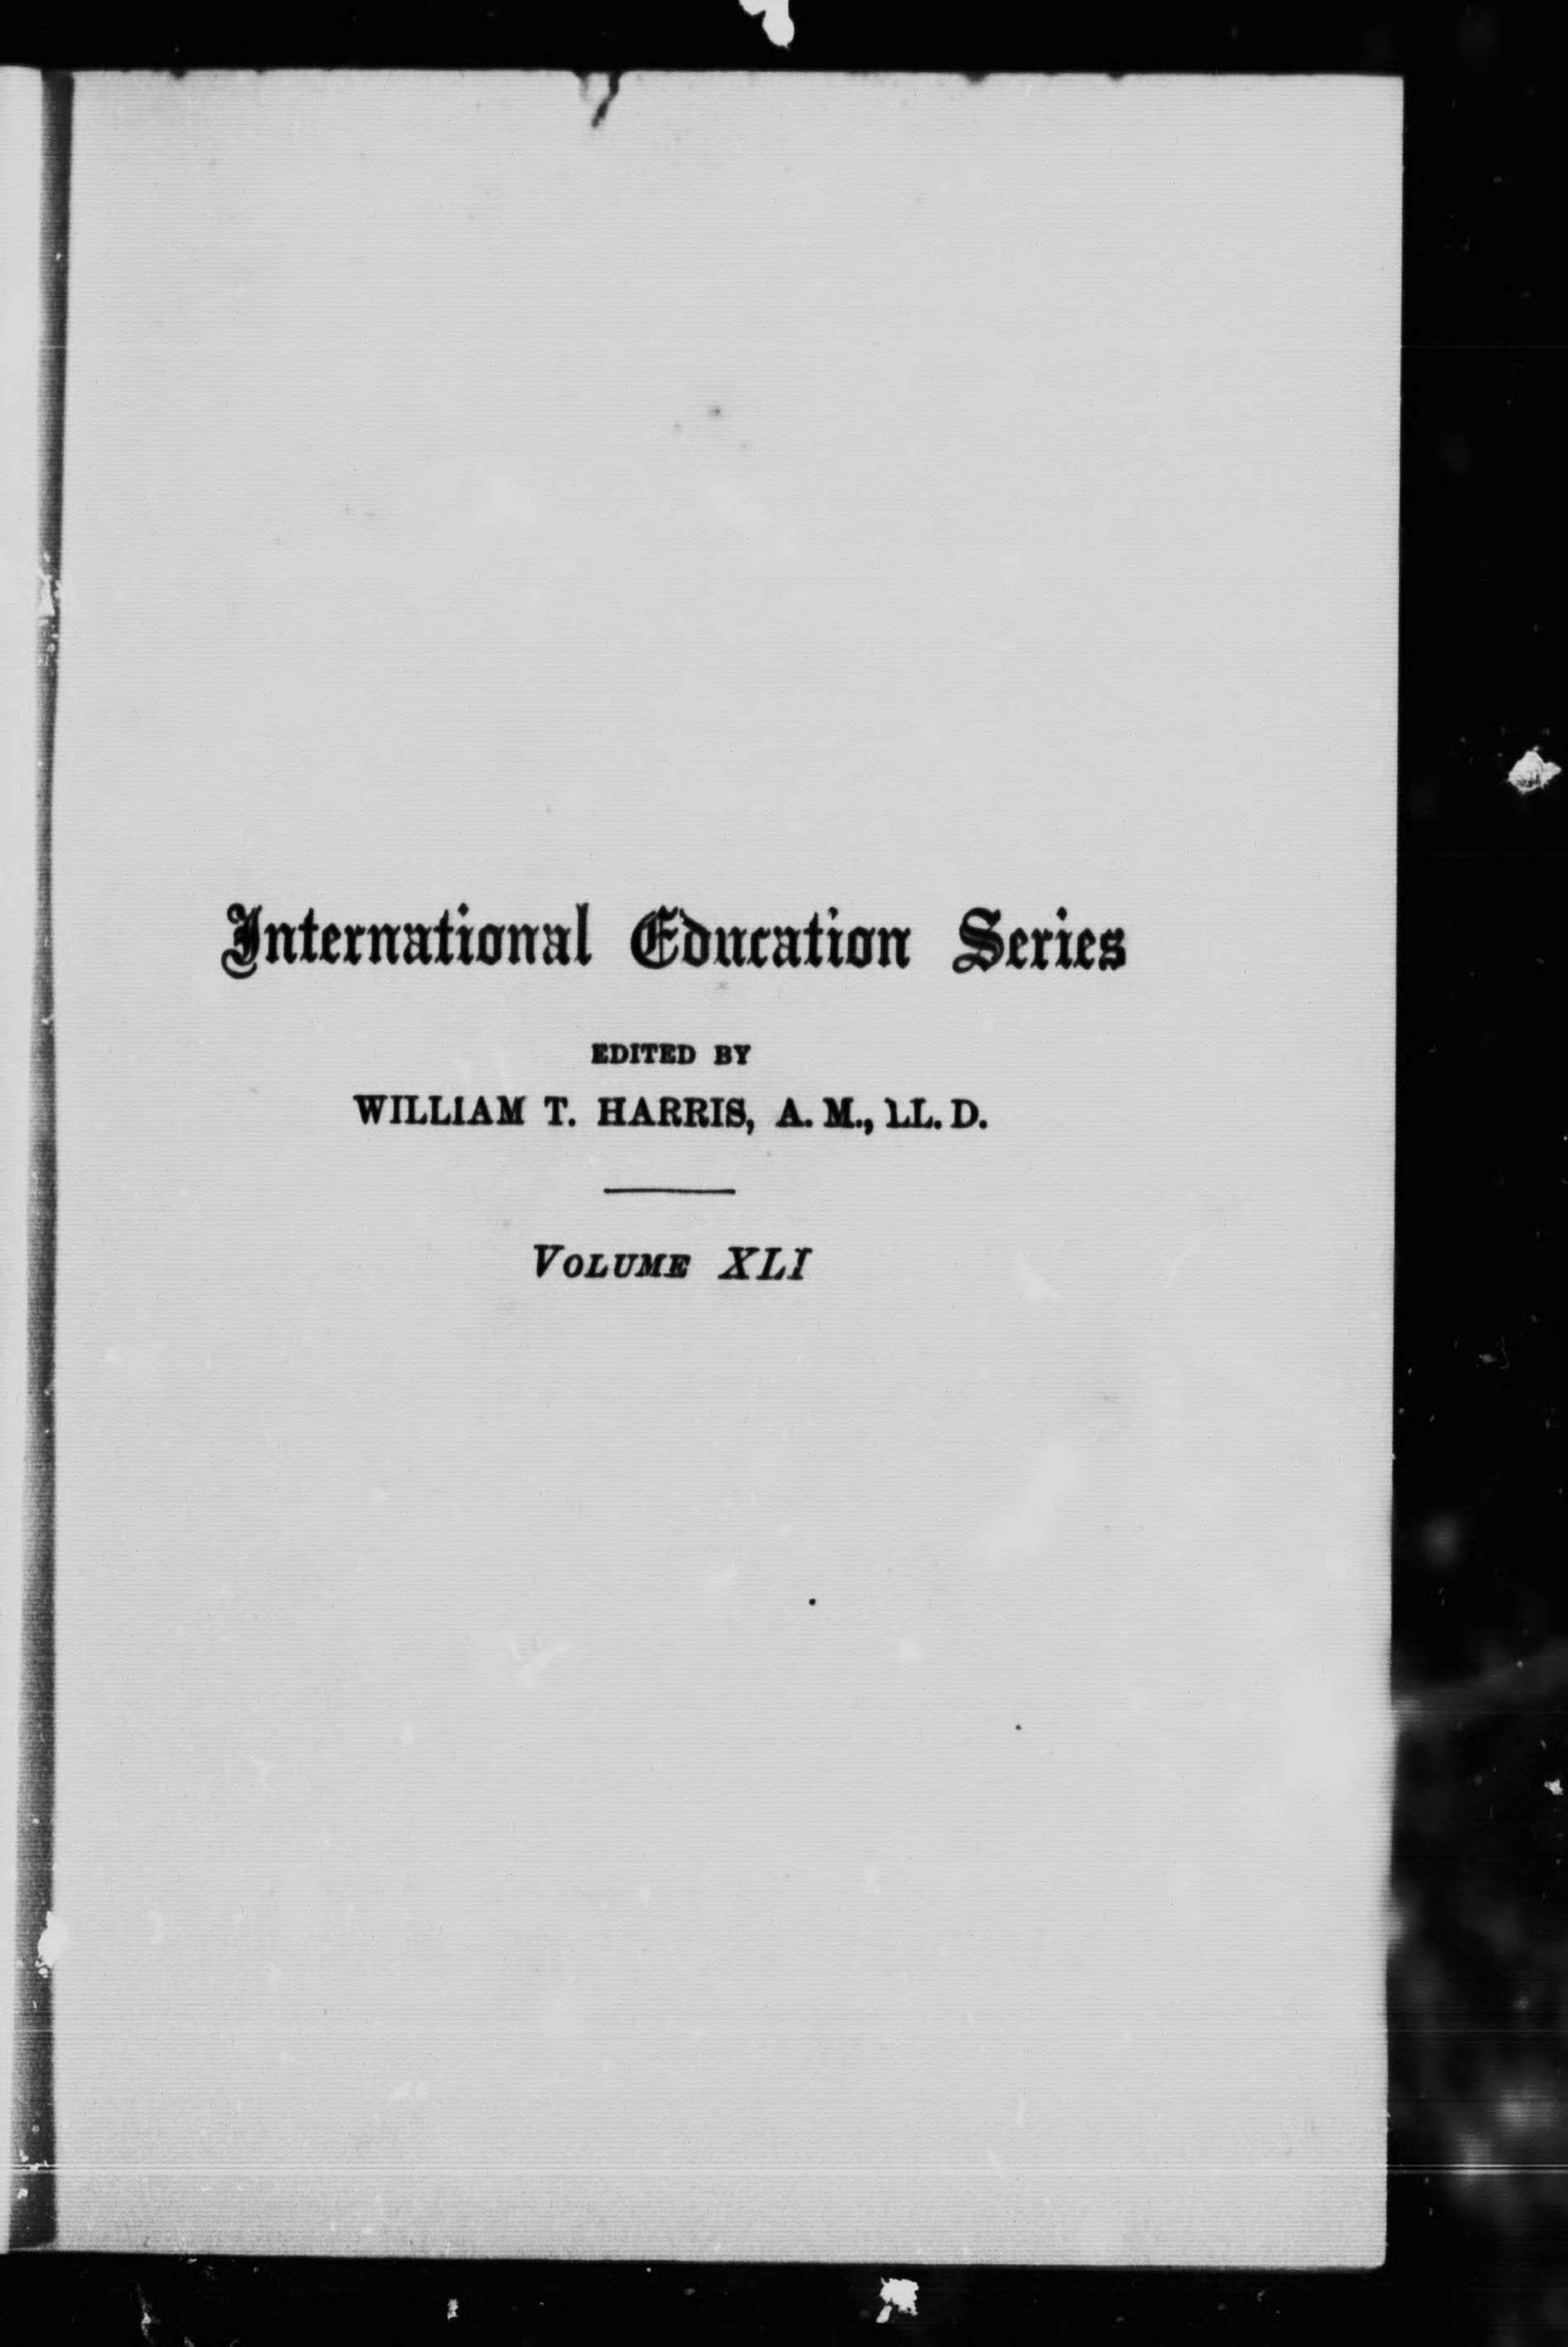 International Education Series
EDITED BY
WILLIAM T. HARRIS, A. M., LL. D.
VOLUME XLI